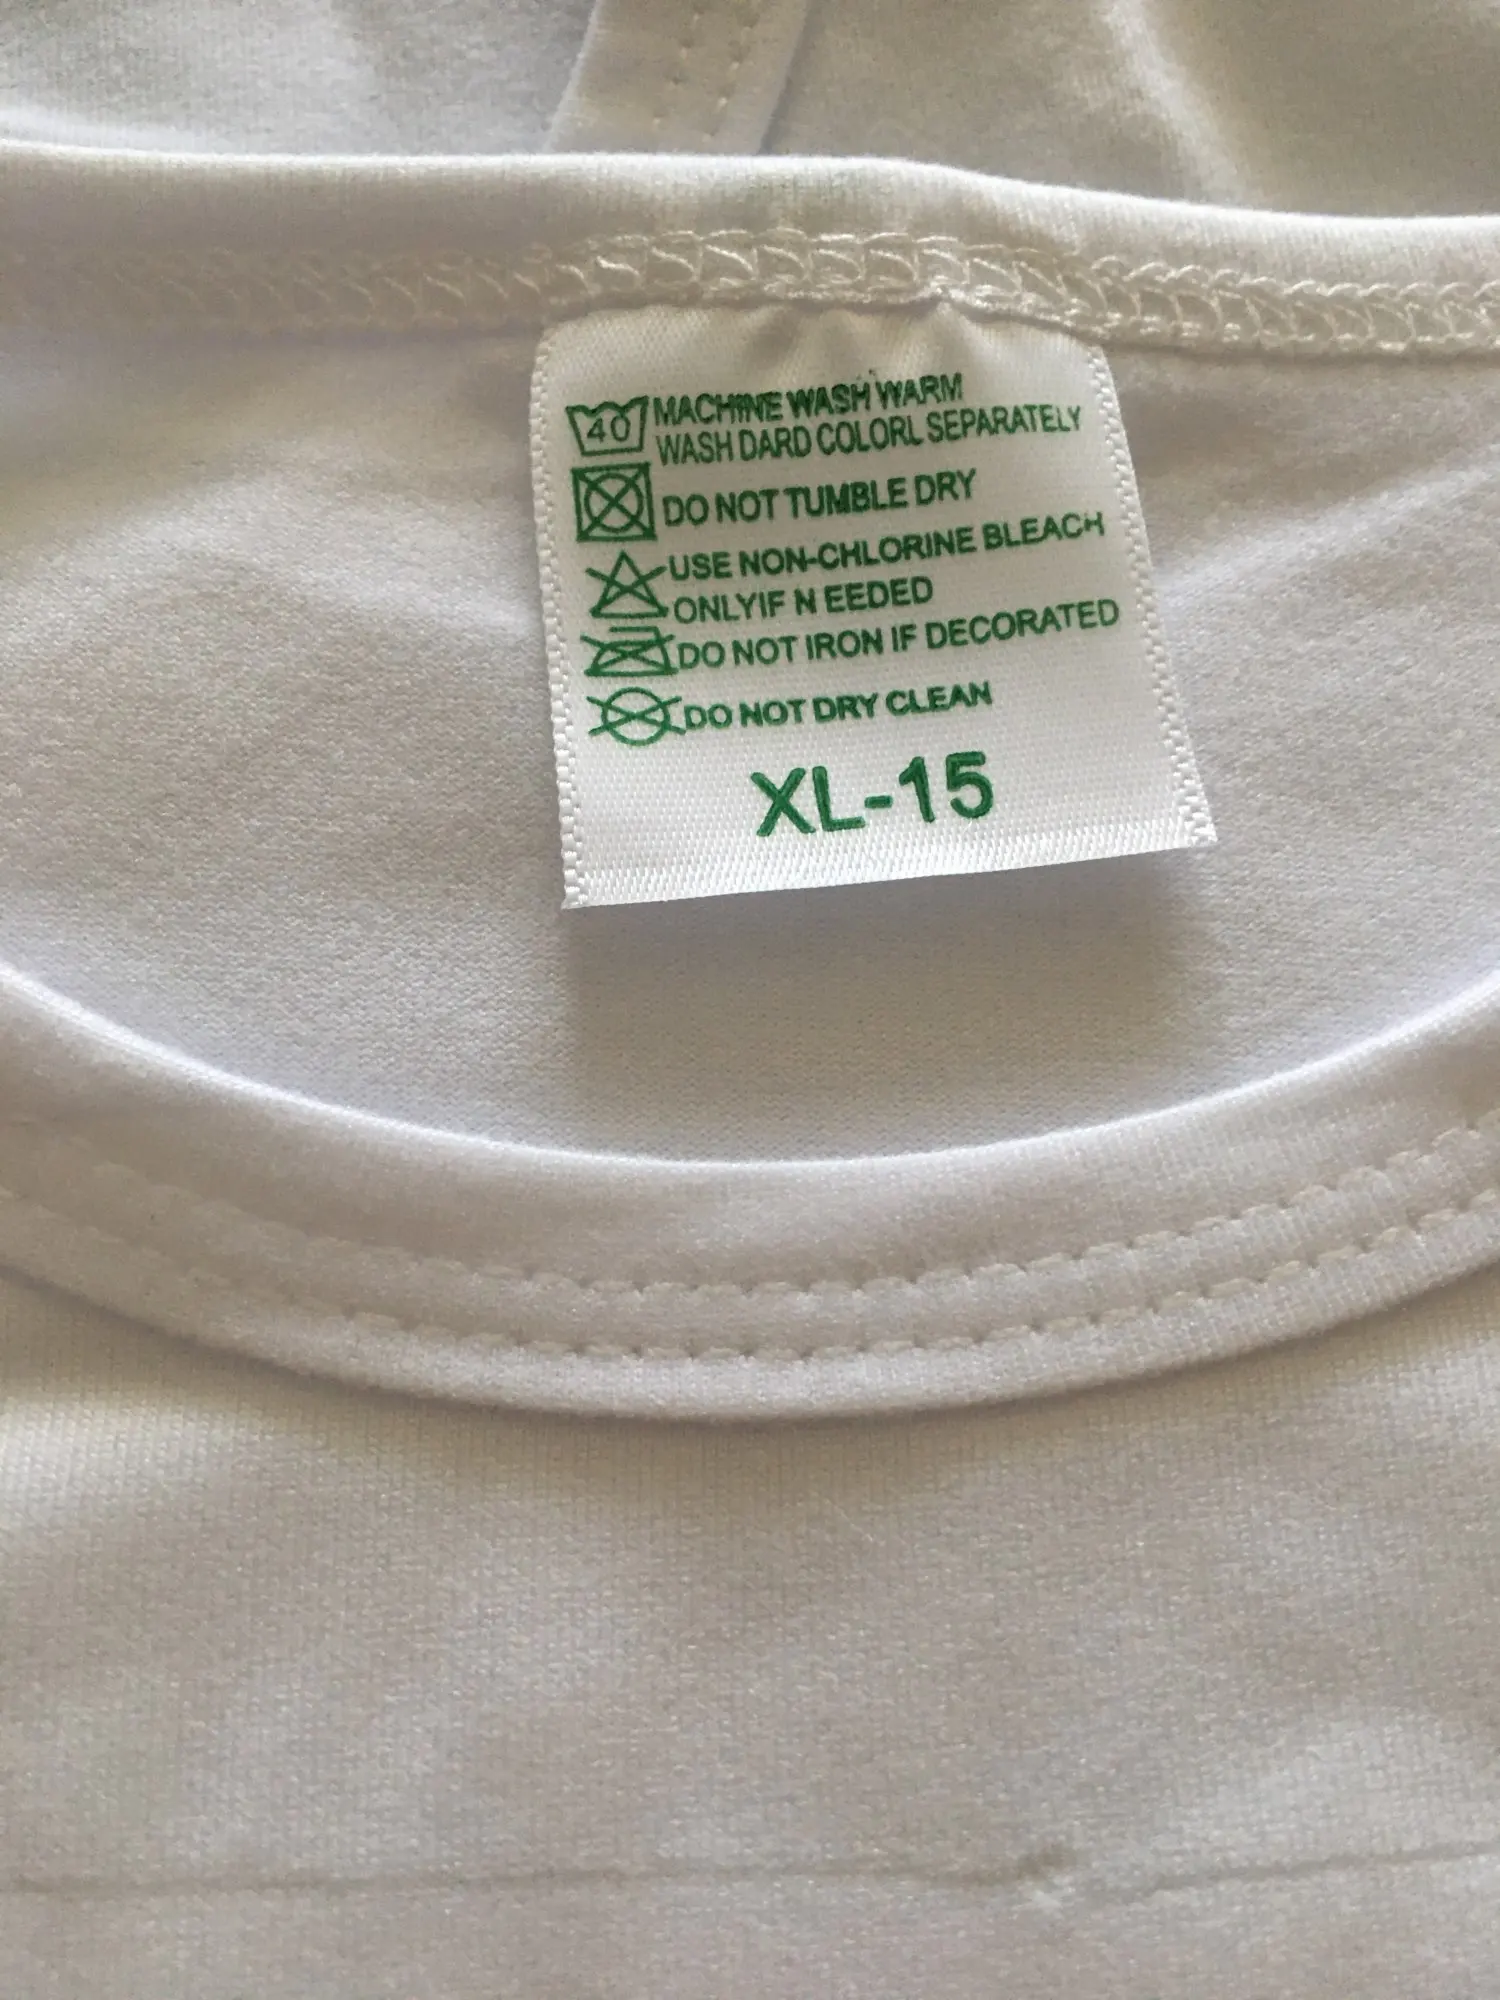 40 MACHINE WASH WARM
WASH DARD COLORL SEPARATELY
DO NOT TUMBLE DRY
USE NON-CHLORINE BLEACH
ONLYIF N EEDED
DO NOT IRON IF DECORATED
DO NOT DRY CLEAN
XL-15